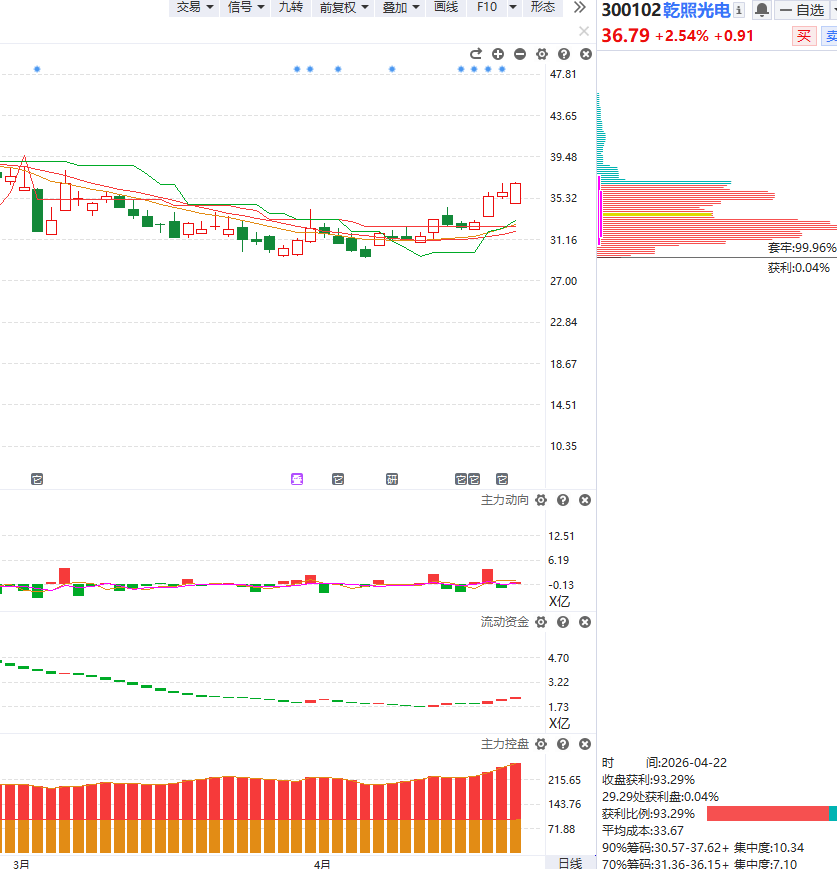 交易 信号 九转 前复权 叠加 画线 F10 形态
300102乾照光电
自选
36.79 +2.54% +0.91
买 卖
47.81
43.65
39.48
35.32
31.16
27.00
22.84
18.67
14.51
10.35
套牢:99.96%
获利:0.04%
研
主力动向
12.51
6.19
-0.13
X亿
流动资金
4.70
3.22
1.73
X亿
主力控盘
215.65
143.76
71.88
3月 4月 日线
时 间:2026-04-22
收盘获利:93.29%
29.29处获利盘:0.04%
获利比例:93.29%
平均成本:33.67
90%筹码:30.57-37.62+ 集中度:10.34
70%筹码:31.36-36.15+ 集中度:7.10